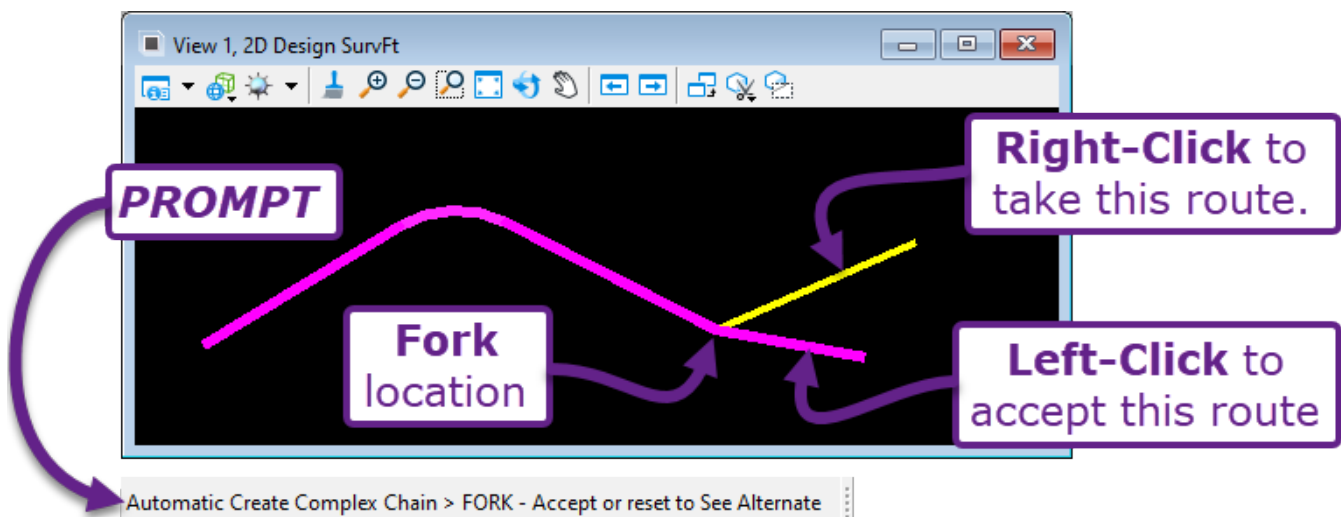 View 1, 2D Design SurvFt
PROMPT
Right-Click to
take this route.
Fork
location
Left-Click to
accept this route
Automatic Create Complex Chain > FORK - Accept or reset to See Alternate